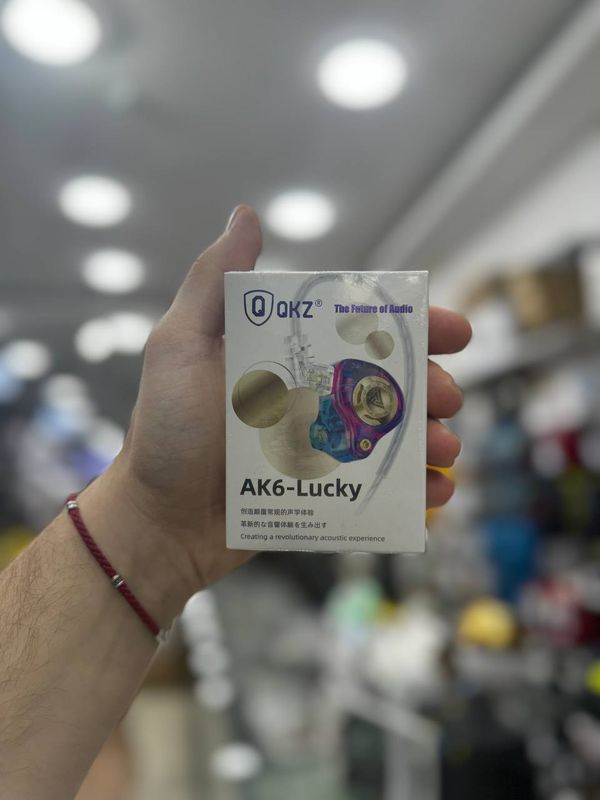 Q QKZ® The Future of Audio
AK6-Lucky
创造颠覆常规的声学体验
革新的な音響体験を生み出す
Creating a revolutionary acoustic experience